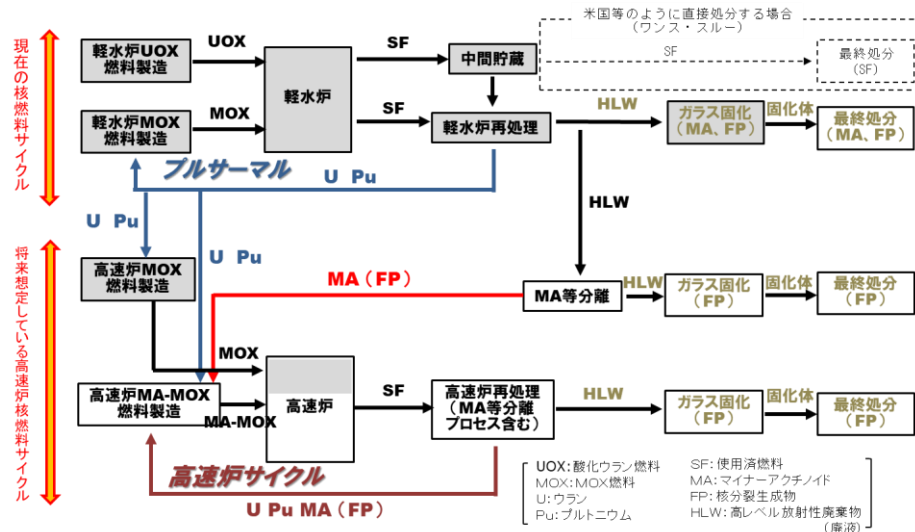 米国等のように直接処分する場合
(ワンス・スルー)
SF
最終処分
(SF)
現在の核燃料サイクル
軽水炉UOX
燃料製造
UOX
軽水炉
SF
中間貯蔵
軽水炉MOX
燃料製造
MOX
SF
軽水炉再処理
HLW
ガラス固化
(MA、FP)
固化体
最終処分
(MA、FP)
プルサーマル
U Pu
HLW
U Pu
U Pu
将来想定している高速炉核燃料サイクル
高速炉MOX
燃料製造
MA(FP)
MA等分離
HLW
ガラス固化
(FP)
固化体
最終処分
(FP)
MOX
高速炉MA-MOX
燃料製造
MA-MOX
高速炉
SF
高速炉再処理
(MA等分離
プロセス含む)
HLW
ガラス固化
(FP)
固化体
最終処分
(FP)
高速炉サイクル
U Pu MA(FP)
UOX:酸化ウラン燃料
MOX:MOX燃料
U:ウラン
Pu:プルトニウム
SF:使用済燃料
MA:マイナーアクチノイド
FP:核分裂生成物
HLW:高レベル放射性廃棄物
(廃液)